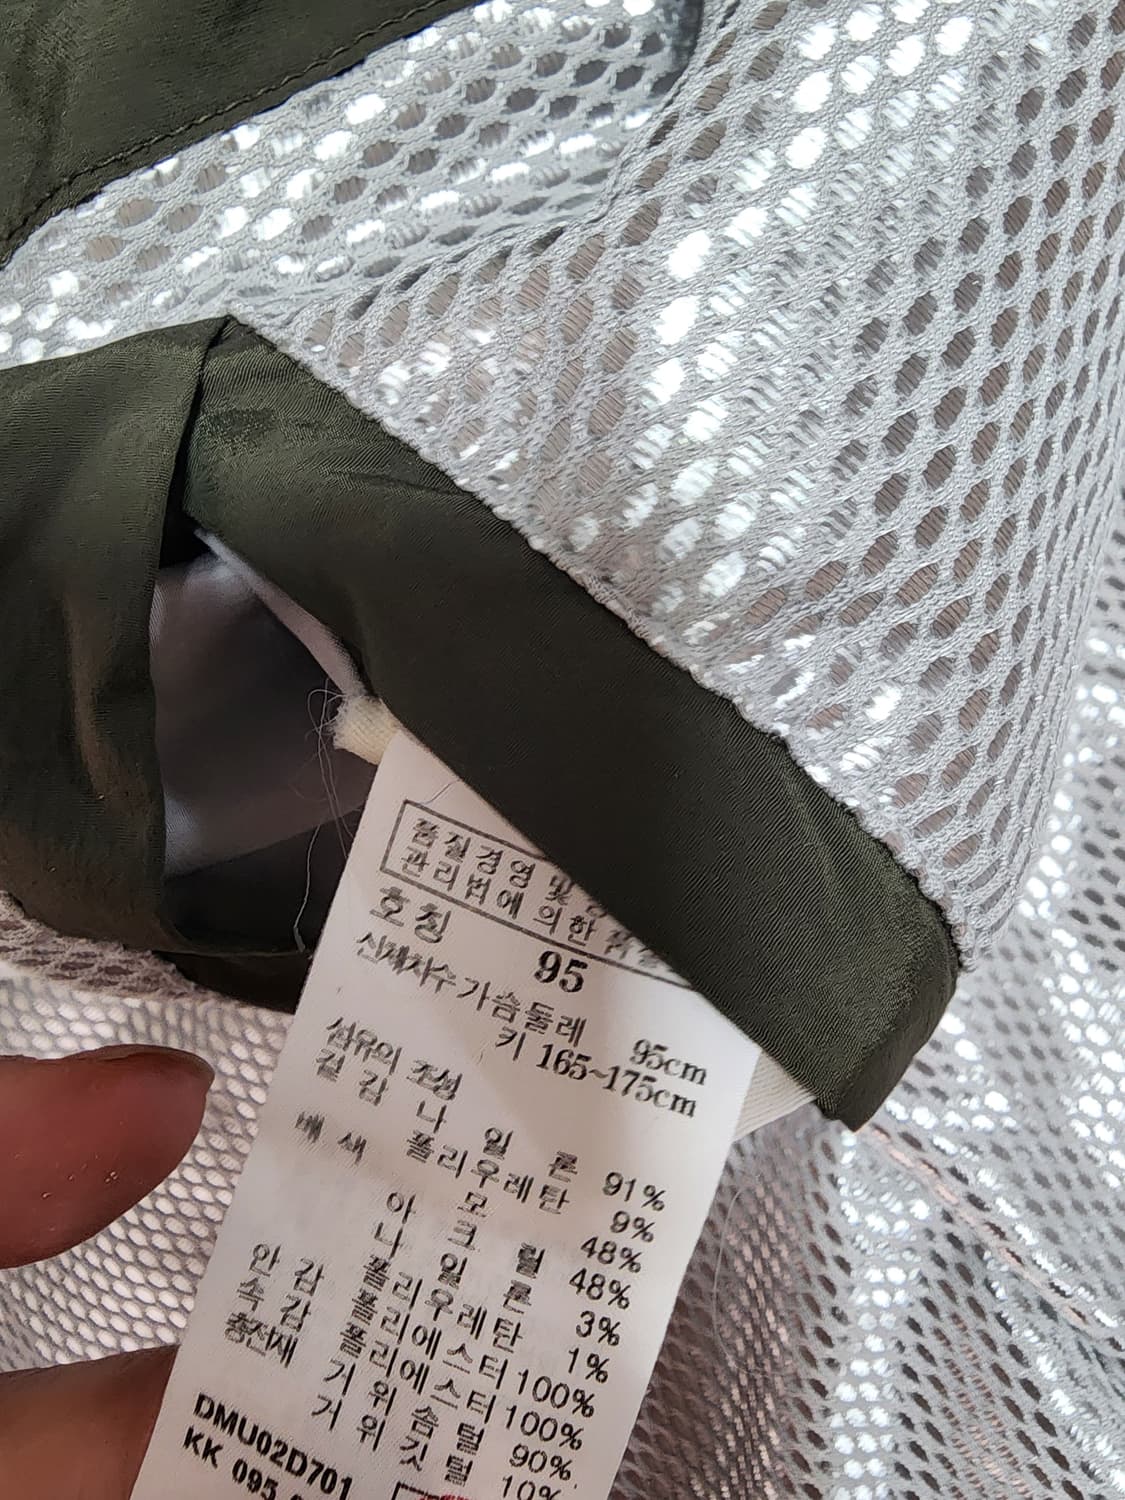 품질경영 및
관리법에 의한
호칭 95
신체치수 가슴둘레 95cm
키 165~175cm
섬유의 조성
겉감 나일론 91%
폴리우레탄 9%
배색 모 48%
아크릴 48%
나일론 3%
폴리우레탄 1%
안감 폴리에스터 100%
속감 폴리에스터 100%
충전재 거위솜털 90%
거위깃털 10%
DMU02D701
KK 095